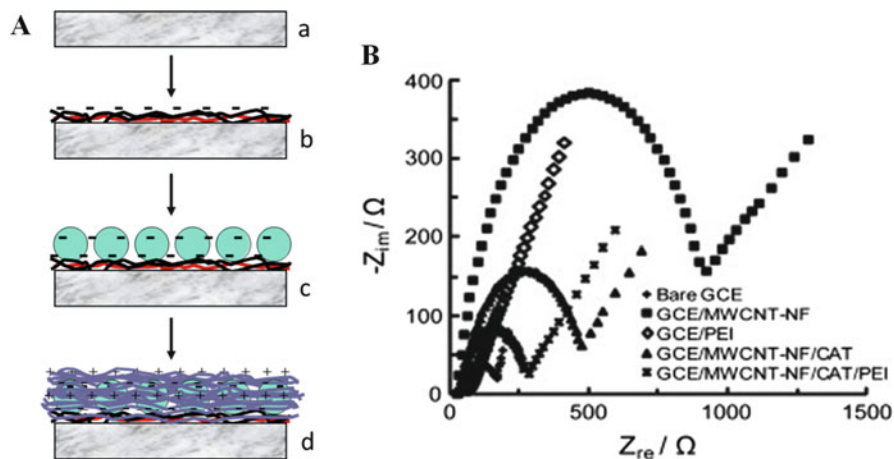 A
a
b
c
d
B
-Z_im / Ω
400
300
200
100
0
Bare GCE
GCE/MWCNT-NF
GCE/PEI
GCE/MWCNT-NF/CAT
GCE/MWCNT-NF/CAT/PEI
0
500
1000
1500
Z_re / Ω